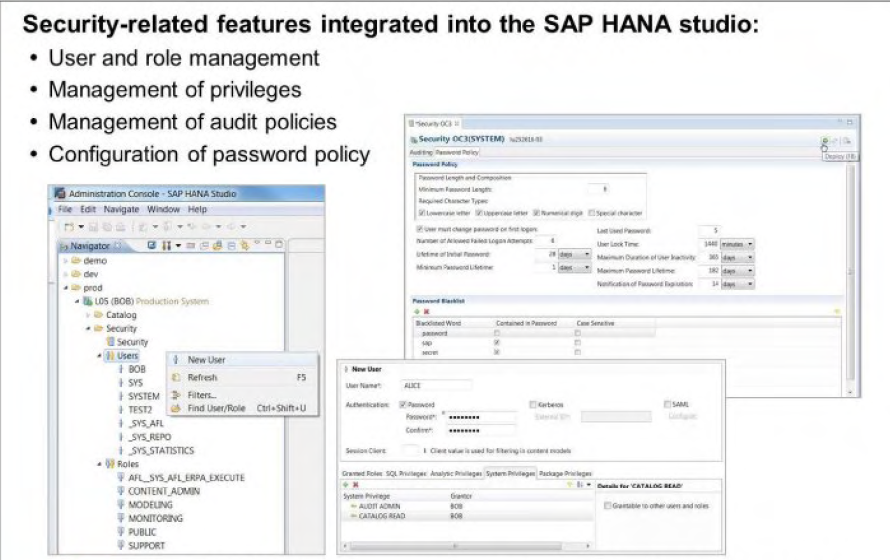 Security-related features integrated into the SAP HANA studio:
• User and role management
• Management of privileges
• Management of audit policies
• Configuration of password policy
Administration Console - SAP HANA Studio
File Edit Navigate Window Help
Navigator
demo
dev
prod
L05 (BOB) Production System
Catalog
Security
Security
Users
BOB
SYS
SYSTEM
TEST2
_SYS_AFL
_SYS_REPO
_SYS_STATISTICS
Roles
AFL__SYS_AFL_ERPA_EXECUTE
CONTENT_ADMIN
MODELING
MONITORING
PUBLIC
SUPPORT
New User
Refresh F5
Filters...
Find User/Role Ctrl+Shift+U
*Security OC3
Security OC3(SYSTEM)
Auditing Password Policy
Deploy (F8)
Password Policy
Password Length and Composition
Minimum Password Length: 8
Required Character Types:
Lowercase letter Uppercase letter Numerical digit Special character
User must change password on first logon Last Used Password: 5
Number of Allowed Failed Logon Attempts: 6 User Lock Time: 1440 minutes
Lifetime of Initial Password: 28 days Maximum Duration of User Inactivity: 365 days
Minimum Password Lifetime: 1 days Maximum Password Lifetime: 182 days
Notification of Password Expiration: 14 days
Password Blacklist
Blacklisted Word Contained in Password Case Sensitive
password
sap
secret
New User
User Name*: ALICE
Authentication: Password Kerberos SAML
Password*: •••••••• External ID*: Configure
Confirm*: ••••••••
Session Client: Client value is used for filtering in content models
Granted Roles SQL Privileges Analytic Privileges System Privileges Package Privileges
System Privilege Grantor
AUDIT ADMIN BOB
CATALOG READ BOB
Details for 'CATALOG READ'
Grantable to other users and roles